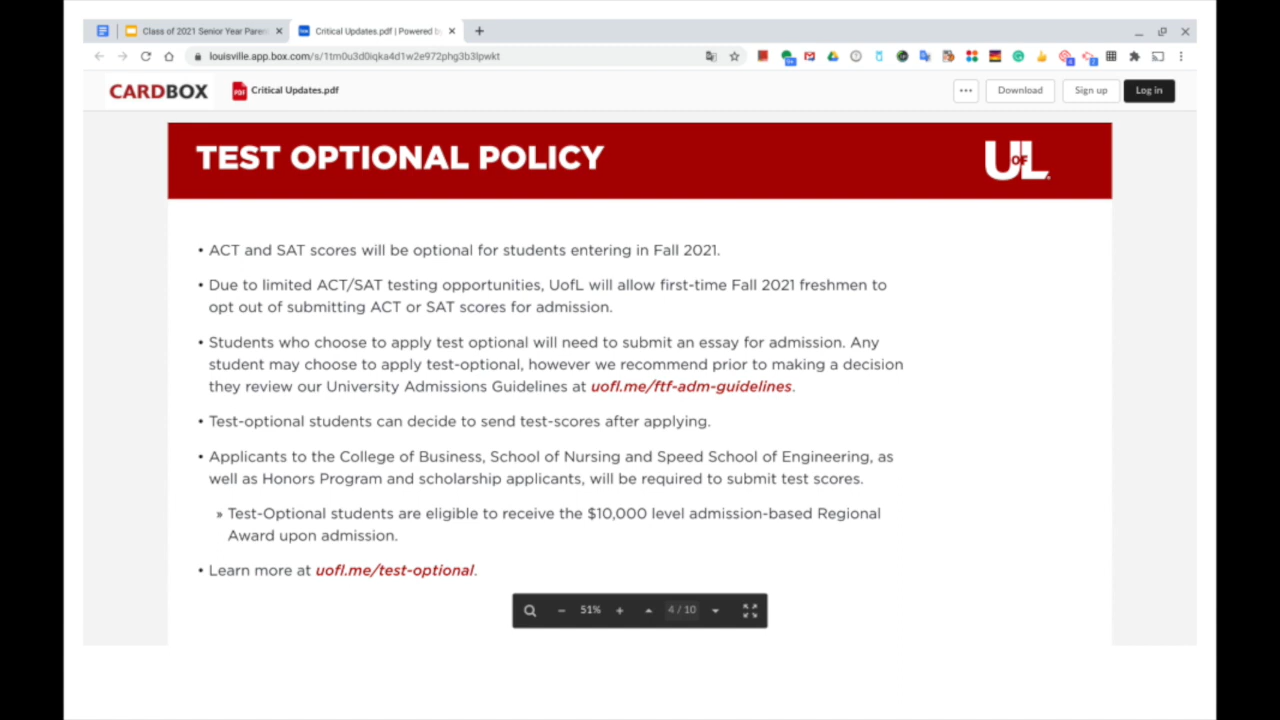 Class of 2021 Senior Year Paren
Critical Updates.pdf | Powered by
louisville.app.box.com/s/1tm0u3d0iqka4d1w2e972phg3b3lpwkt
CARDBOX
Critical Updates.pdf
Download
Sign up
Log in
TEST OPTIONAL POLICY
UofL
• ACT and SAT scores will be optional for students entering in Fall 2021.
• Due to limited ACT/SAT testing opportunities, UofL will allow first-time Fall 2021 freshmen to
opt out of submitting ACT or SAT scores for admission.
• Students who choose to apply test optional will need to submit an essay for admission. Any
student may choose to apply test-optional, however we recommend prior to making a decision
they review our University Admissions Guidelines at uofl.me/ftf-adm-guidelines.
• Test-optional students can decide to send test-scores after applying.
• Applicants to the College of Business, School of Nursing and Speed School of Engineering, as
well as Honors Program and scholarship applicants, will be required to submit test scores.
» Test-Optional students are eligible to receive the $10,000 level admission-based Regional
Award upon admission.
• Learn more at uofl.me/test-optional.
51%
4 / 10